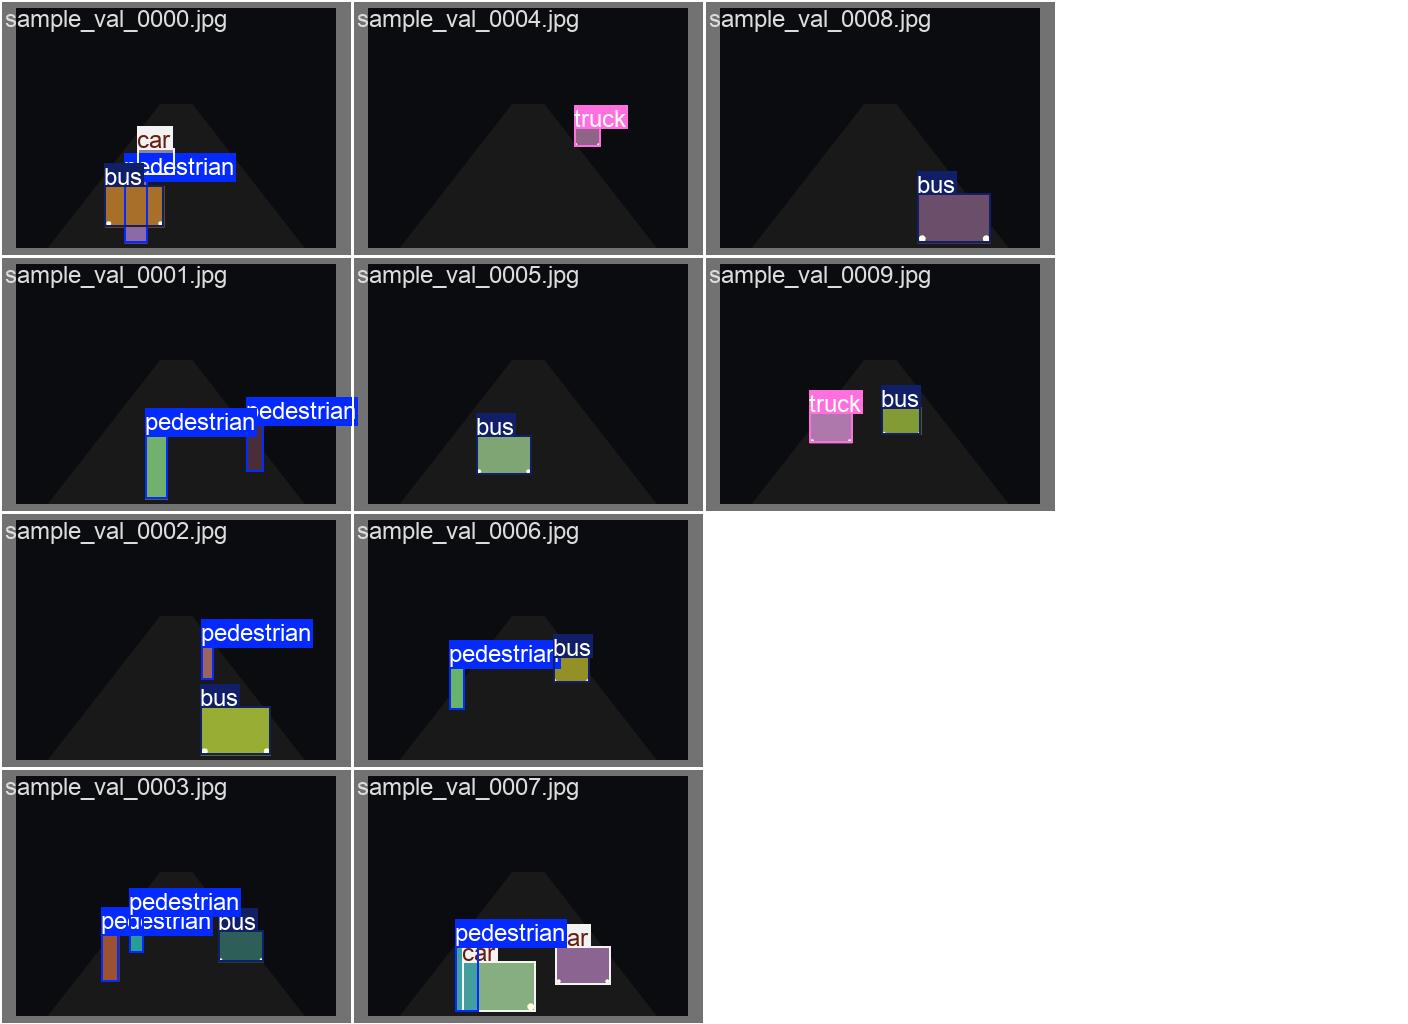 sample_val_0000.jpg
car
pedestrian
bus
sample_val_0004.jpg
truck
sample_val_0008.jpg
bus
sample_val_0001.jpg
pedestrian
pedestrian
sample_val_0005.jpg
bus
sample_val_0009.jpg
truck
bus
sample_val_0002.jpg
pedestrian
bus
sample_val_0006.jpg
pedestrian
bus
sample_val_0003.jpg
pedestrian
pedestrian
bus
sample_val_0007.jpg
pedestrian
car
car